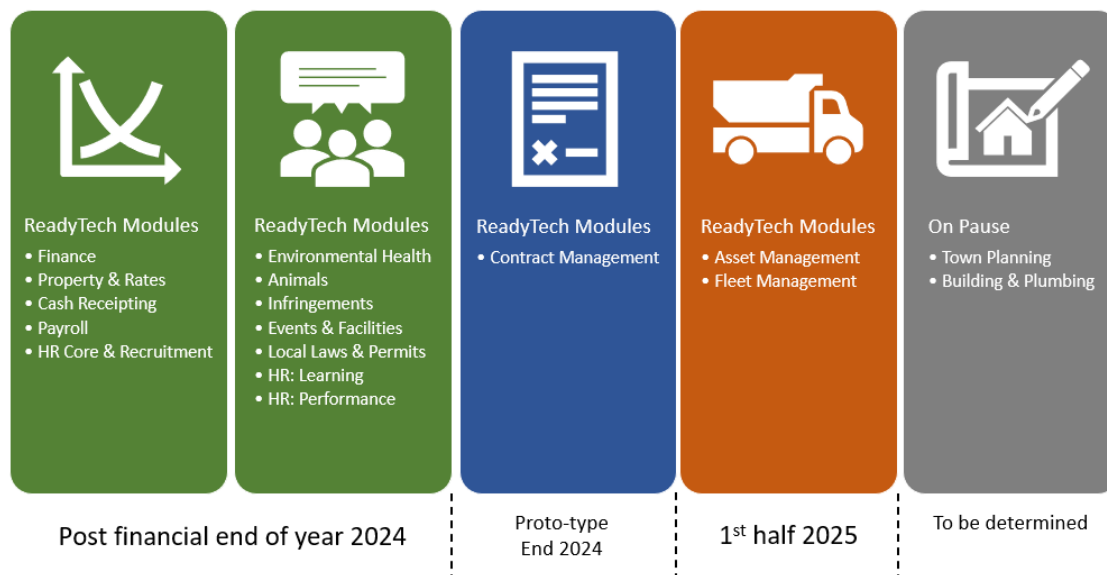 ReadyTech Modules
• Finance
• Property & Rates
• Cash Receipting
• Payroll
• HR Core & Recruitment
ReadyTech Modules
• Environmental Health
• Animals
• Infringements
• Events & Facilities
• Local Laws & Permits
• HR: Learning
• HR: Performance
ReadyTech Modules
• Contract Management
ReadyTech Modules
• Asset Management
• Fleet Management
On Pause
• Town Planning
• Building & Plumbing
Post financial end of year 2024
Proto-type
End 2024
1st half 2025
To be determined